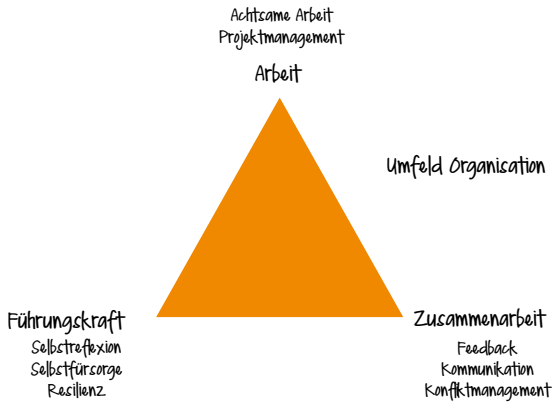 Achtsame Arbeit
Projektmanagement
Arbeit
Umfeld Organisation
Führungskraft
Selbstreflexion
Selbstfürsorge
Resilienz
Zusammenarbeit
Feedback
Kommunikation
Konfliktmanagement